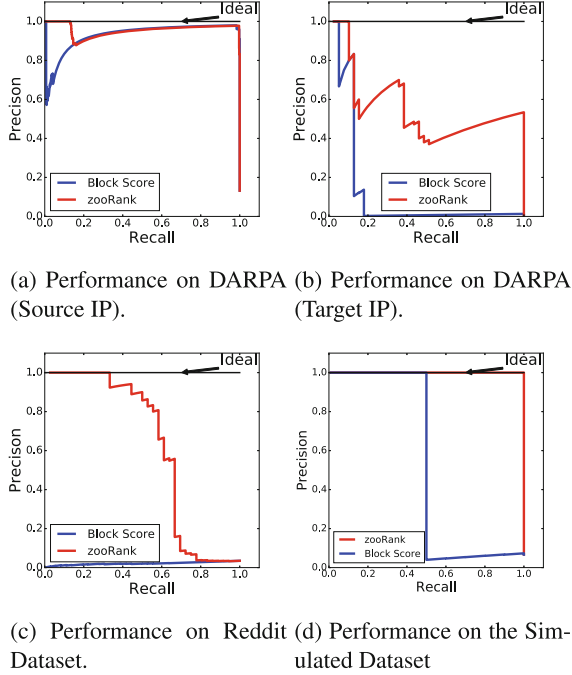 Idéal
1.0
0.8
0.6
0.4
0.2
0.0
Precison
Block Score
zooRank
0.0 0.2 0.4 0.6 0.8 1.0
Recall
(a) Performance on DARPA
(Source IP).
Idéal
1.0
0.8
0.6
0.4
0.2
0.0
Precison
Block Score
zooRank
0.0 0.2 0.4 0.6 0.8 1.0
Recall
(b) Performance on DARPA
(Target IP).
Idéal
1.0
0.8
0.6
0.4
0.2
0.0
Precison
Block Score
zooRank
0.0 0.2 0.4 0.6 0.8 1.0
Recall
(c) Performance on Reddit
Dataset.
Idéal
1.0
0.8
0.6
0.4
0.2
0.0
Precison
zooRank
Block Score
0.0 0.2 0.4 0.6 0.8 1.0
Recall
(d) Performance on the Sim-
ulated Dataset